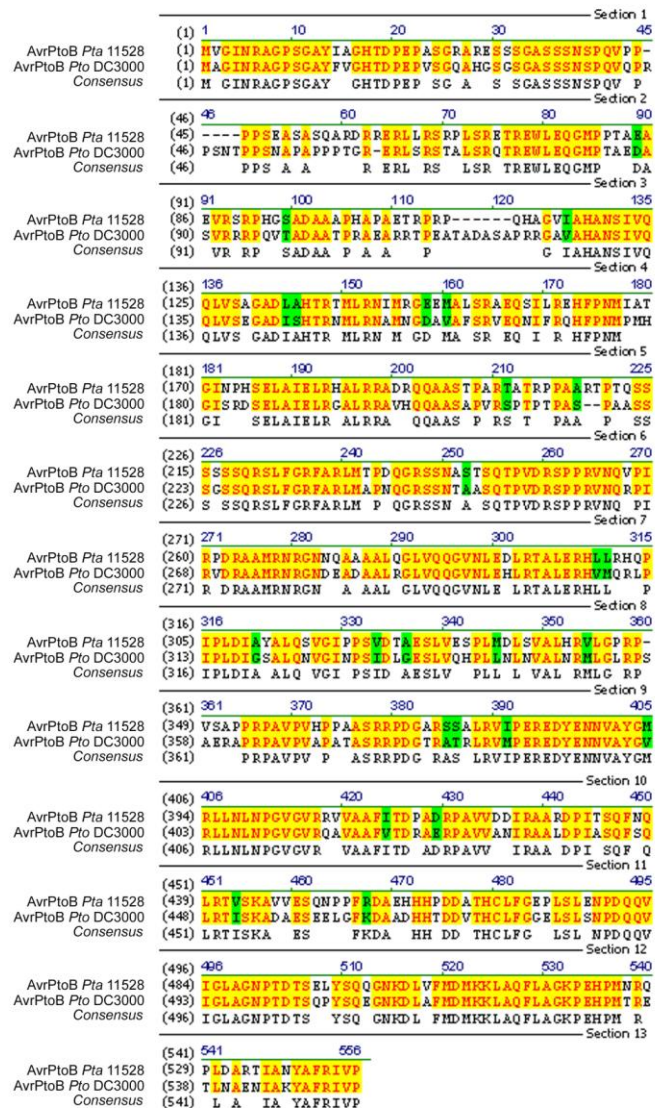 Section 1
(1) 1 10 20 30 45
AvrPtoB Pta 11528 (1) MVGINRAGPSGAYIAGHTDPEPASGRARESSSGASSSNSPQVPP-
AvrPtoB Pto DC3000 (1) MAGINRAGPSGAYFVGHTDPEPVSGQAHGSGSGASSSNSPQVQPR
Consensus (1) M GINRAGPSGAY GHTDPEP SG A S SGASSSNSPQV P
Section 2
(46) 46 60 70 80 90
AvrPtoB Pta 11528 (45) ----PPSEASASQARDRRERLLRSRPLSRETREWLEQGMPPTAEA
AvrPtoB Pto DC3000 (46) PSNTPPSNAPAPPPTGR-ERLSRSTALSRQTREWLEQGMPTAEDA
Consensus (46) PPS A A R ERL RS LSR TREWLEQGMP DA
Section 3
(91) 91 100 110 120 135
AvrPtoB Pta 11528 (86) EVRSRPHGSADAAAPHAPAETRPRP------QHAGVIAHANSIVQ
AvrPtoB Pto DC3000 (90) SVRRRPQVTADAATPRAEARRTPEATADASAPRRGAVAHANSIVQ
Consensus (91) VR RP SADAA P AA P G IAHANSIVQ
Section 4
(136) 136 150 160 170 180
AvrPtoB Pta 11528 (125) QLVSAGADLAHTRTMLRNIMRGEEMALSRAEQSILREHFPNMIAT
AvrPtoB Pto DC3000 (135) QLVSEGADISHTRNMLRNAMNGDAVAFSRVEQNIFRQHFPNMPMH
Consensus (136) QLVS GADIAHTR MLRN M GD MA SR EQ I R HFPNM
Section 5
(181) 181 190 200 210 225
AvrPtoB Pta 11528 (170) GINPHSELAIELRHALRRADRQQAASTPARTATRPPAARTPTQSS
AvrPtoB Pto DC3000 (180) GISRDSELAIELRGALRRAVHQQAASAPVRSPTPTPAS--PAASS
Consensus (181) GI SELAIELR ALRRA QQAAS P RS T PAA P SS
Section 6
(226) 226 240 250 260 270
AvrPtoB Pta 11528 (215) SSSSQRSLFGRFARLMTPDQGRSSNASTSQTPVDRSPPRVNQVPI
AvrPtoB Pto DC3000 (223) SGSSQRSLFGRFARLMAPNQGRSSNTAASQTPVDRSPPRVNQRPI
Consensus (226) S SSQRSLFGRFARLM P QGRSSN A SQTPVDRSPPRVNQ PI
Section 7
(271) 271 280 290 300 315
AvrPtoB Pta 11528 (260) RPDRAAMRNRGNNQAAAALQGLVQQGVNLEDLRTALERHLLRHQP
AvrPtoB Pto DC3000 (268) RVDRAAMRNRGNDEADAALRGLVQQGVNLEHLRTALERHVMQRLP
Consensus (271) R DRAAMRNRGN A AAL GLVQQGVNLE LRTALERHLL P
Section 8
(316) 316 330 340 350 360
AvrPtoB Pta 11528 (305) IPLDIAYALQSVGIPPSVDTAESLVESPLMDLSVALHRVLGPRP-
AvrPtoB Pto DC3000 (313) IPLDIGSALQNVGINPSIDLGESLVQHPLLNLNVALNRMLGLRPS
Consensus (316) IPLDIA ALQ VGI PSID AESLV PLL L VAL RMLG RP
Section 9
(361) 361 370 380 390 405
AvrPtoB Pta 11528 (349) VSAPPRPAVPVHPPAASRRPDGARSSALRVIPEREDYENNVAYGM
AvrPtoB Pto DC3000 (358) AERAPRPAVPVAPATASRRPDGTRATRLRVMPEREDYENNVAYGV
Consensus (361) PRPAVPV P ASRRPDG RAS LRVIPEREDYENNVAYGM
Section 10
(406) 406 420 430 440 450
AvrPtoB Pta 11528 (394) RLLNLNPGVGVRRVVAAFITDPADRPAVVDDIRAAARDPITSQFNQ
AvrPtoB Pto DC3000 (403) RLLNLNPGVGVRQAVAAFVTDRAERPAVVANIRAALDPIASQFSQ
Consensus (406) RLLNLNPGVGVR VAAFITD ADRPAVV IRAA DPI SQF Q
Section 11
(451) 451 460 470 480 495
AvrPtoB Pta 11528 (439) LRTVSKAVVESQNPPFRDAEHHPDDATHCLFGEPLSLENPDQQV
AvrPtoB Pto DC3000 (448) LRTISKADAESEELGFKDAADHHTDDVTHCLFGGELSLSNPDQQV
Consensus (451) LRTISKA ES FKDA HH DD THCLFG LSL NPDQQV
Section 12
(496) 496 510 520 530 540
AvrPtoB Pta 11528 (484) IGLAGNPTDTSELYSQQGNKDLVFMDMKKLAQFLAGKPEHPMNRQ
AvrPtoB Pto DC3000 (493) IGLAGNPTDTSQPYSQEGNKDLAFMDMKKLAQFLAGKPEHPMTRE
Consensus (496) IGLAGNPTDTS YSQ GNKDL FMDMKKLAQFLAGKPEHPM R
Section 13
(541) 541 556
AvrPtoB Pta 11528 (529) PLDARTIANYAFRIVP
AvrPtoB Pto DC3000 (538) TLNAENIAKYAFRIVP
Consensus (541) L A IA YAFRIVP